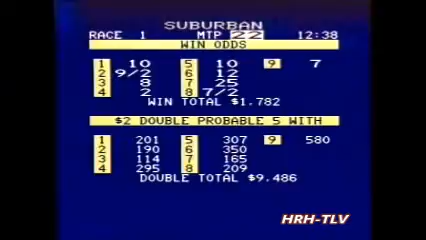 SUBURBAN
RACE 1 MTP 22 12:38
WIN ODDS
1 10 5 10 9 7
2 9/2 6 12
3 8 7 25
4 2 8 7/2
WIN TOTAL $1.782
$2 DOUBLE PROBABLE 5 WITH
1 201 5 307 9 580
2 190 6 350
3 114 7 165
4 295 8 209
DOUBLE TOTAL $9.486
HRH-TLV